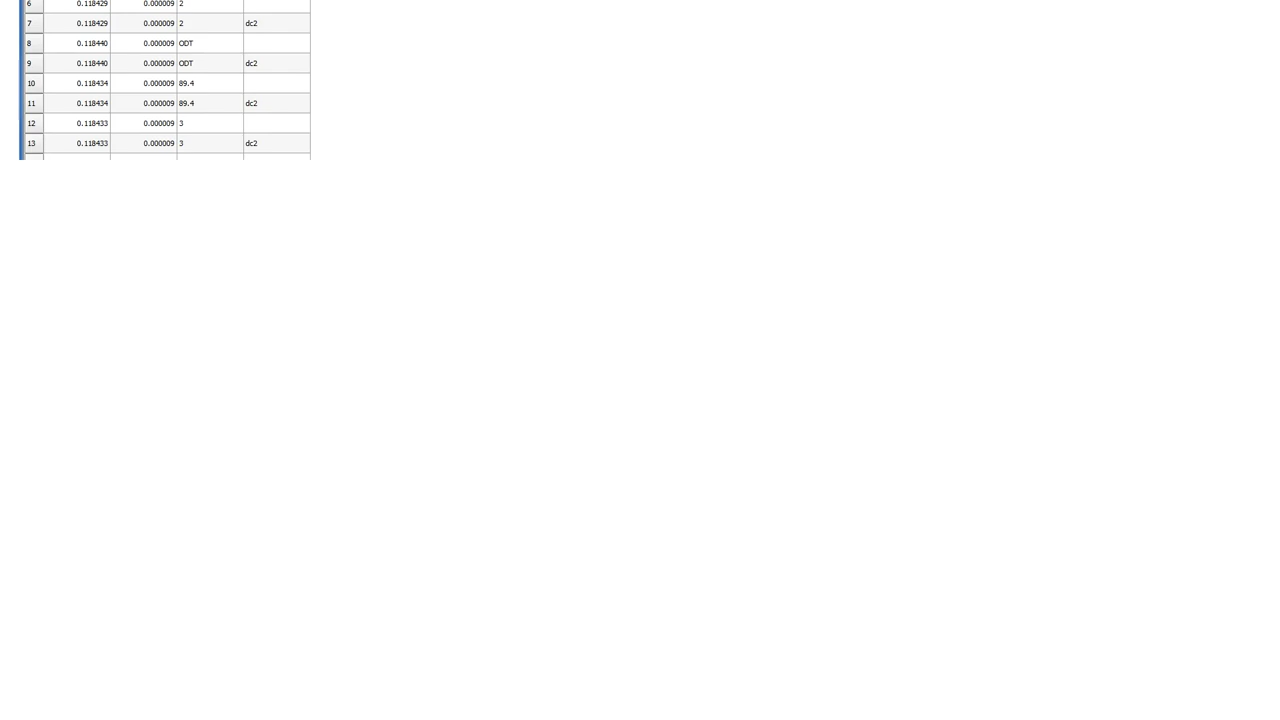 6 0.118429 0.000009 2
7 0.118429 0.000009 2 dc2
8 0.118440 0.000009 ODT
9 0.118440 0.000009 ODT dc2
10 0.118434 0.000009 89.4
11 0.118434 0.000009 89.4 dc2
12 0.118433 0.000009 3
13 0.118433 0.000009 3 dc2